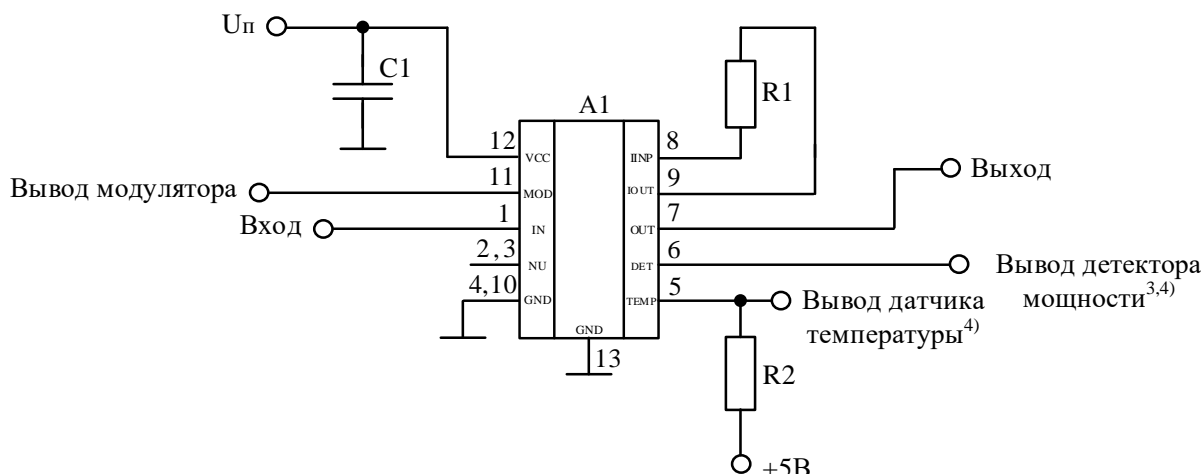 Uп
C1
R1
A1
12
VCC
IINP
8
11
MOD
IOUT
9
Вывод модулятора
1
IN
OUT
7
Выход
Вход
2,3
NU
DET
6
Вывод детектора
мощности3,4)
4,10
GND
TEMP
5
Вывод датчика
температуры4)
GND
13
R2
+5В